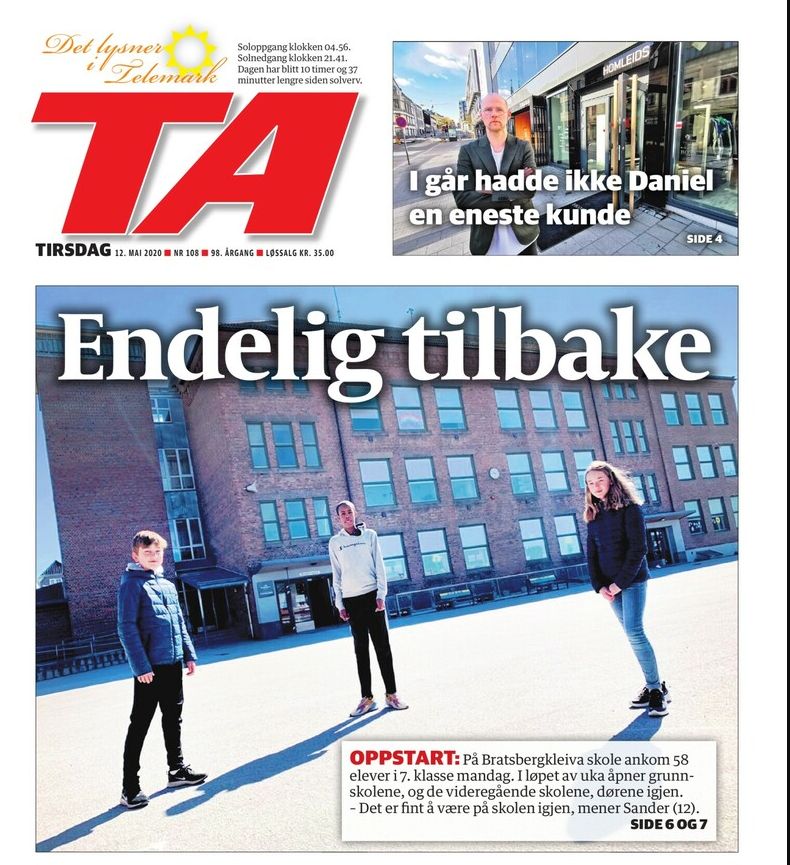 Det lysner
i
Telemark
Soloppgang klokken 04.56.
Solnedgang klokken 21.41.
Dagen har blitt 10 timer og 37
minutter lengre siden solverv.
TA
TIRSDAG 12. MAI 2020 ■ NR 108 ■ 98. ÅRGANG ■ LØSSALG KR. 35.00
HOMLEIDS
I går hadde ikke Daniel
en eneste kunde
SIDE 4
Endelig tilbake
OPPSTART: På Bratsbergkleiva skole ankom 58
elever i 7. klasse mandag. I løpet av uka åpner grunn-
skolene, og de videregående skolene, dørene igjen.
– Det er fint å være på skolen igjen, mener Sander (12).
SIDE 6 OG 7